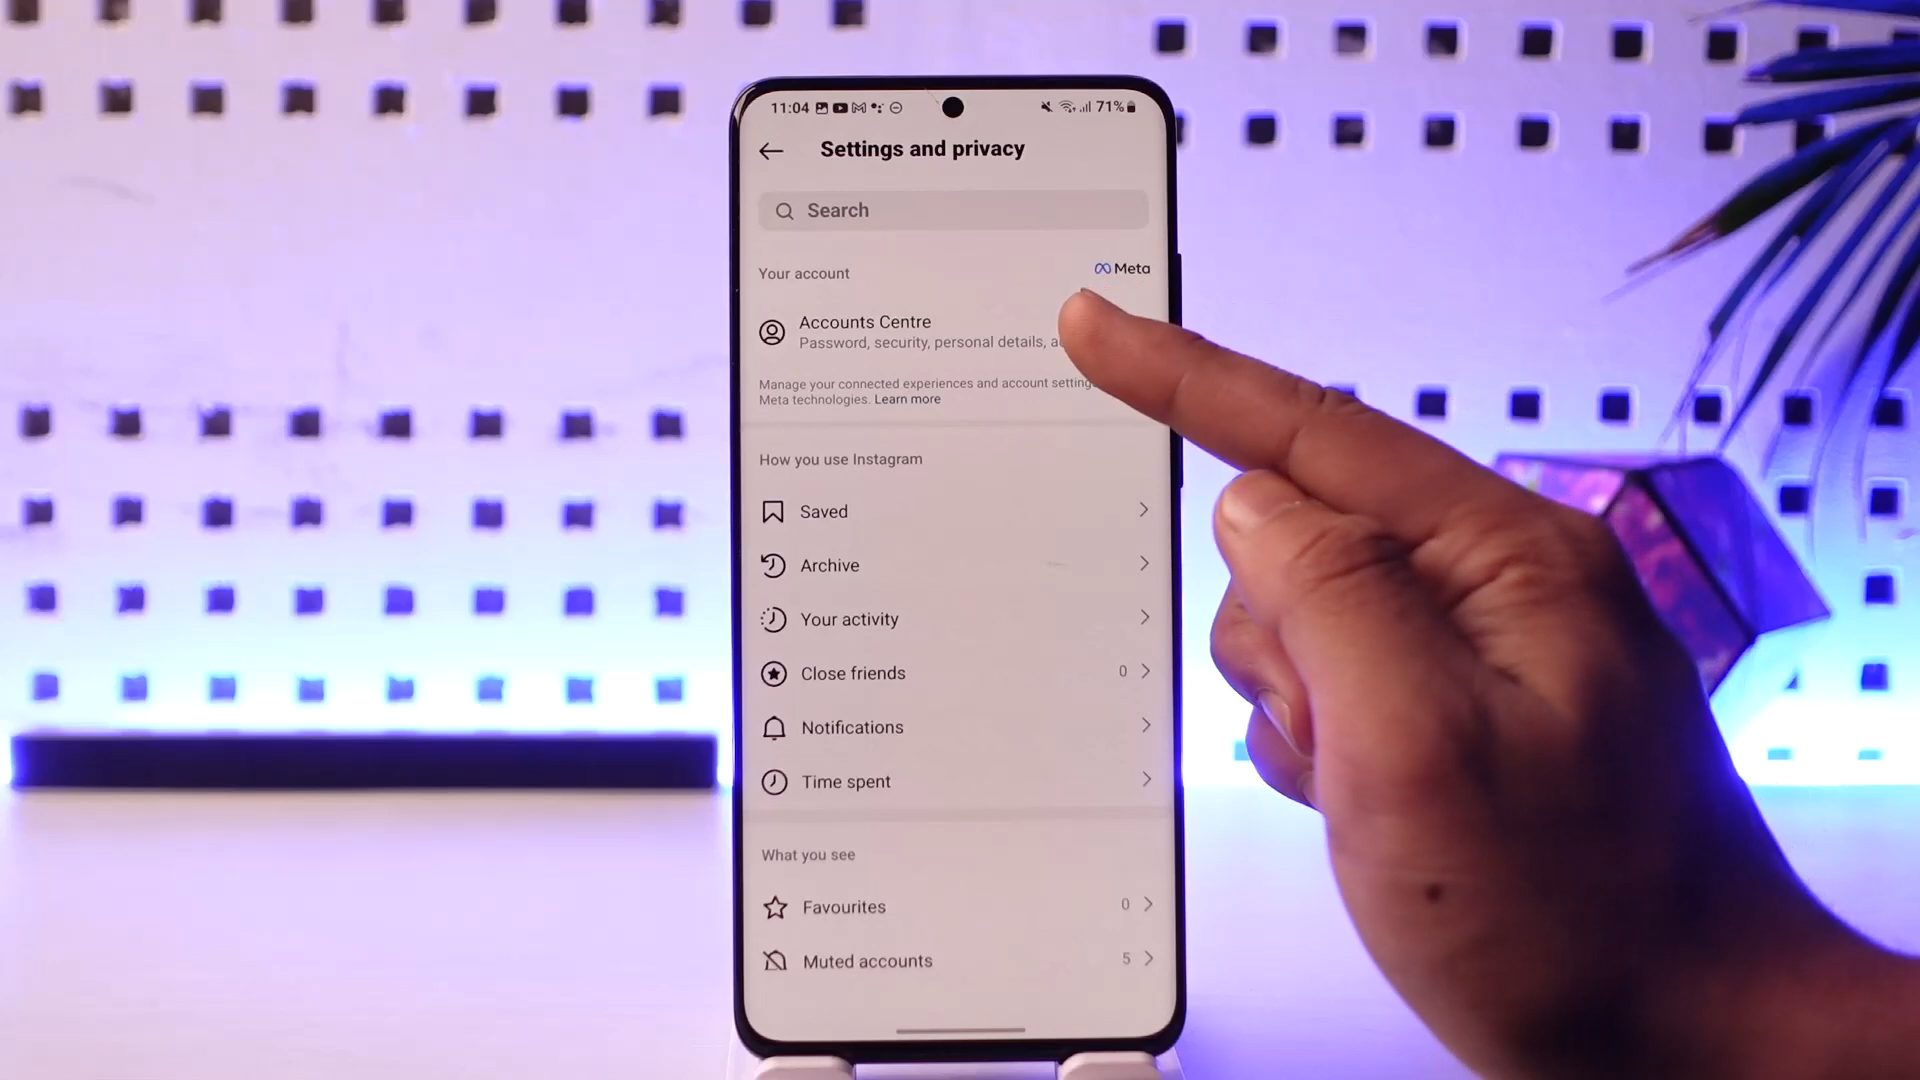 11:04 71%
Settings and privacy
Search
Your account
Meta
Accounts Centre
Password, security, personal details,
Manage your connected experiences and account
Meta technologies. Learn more
How you use Instagram
Saved
Archive
Your activity
Close friends 0
Notifications
Time spent
What you see
Favourites 0
Muted accounts 5